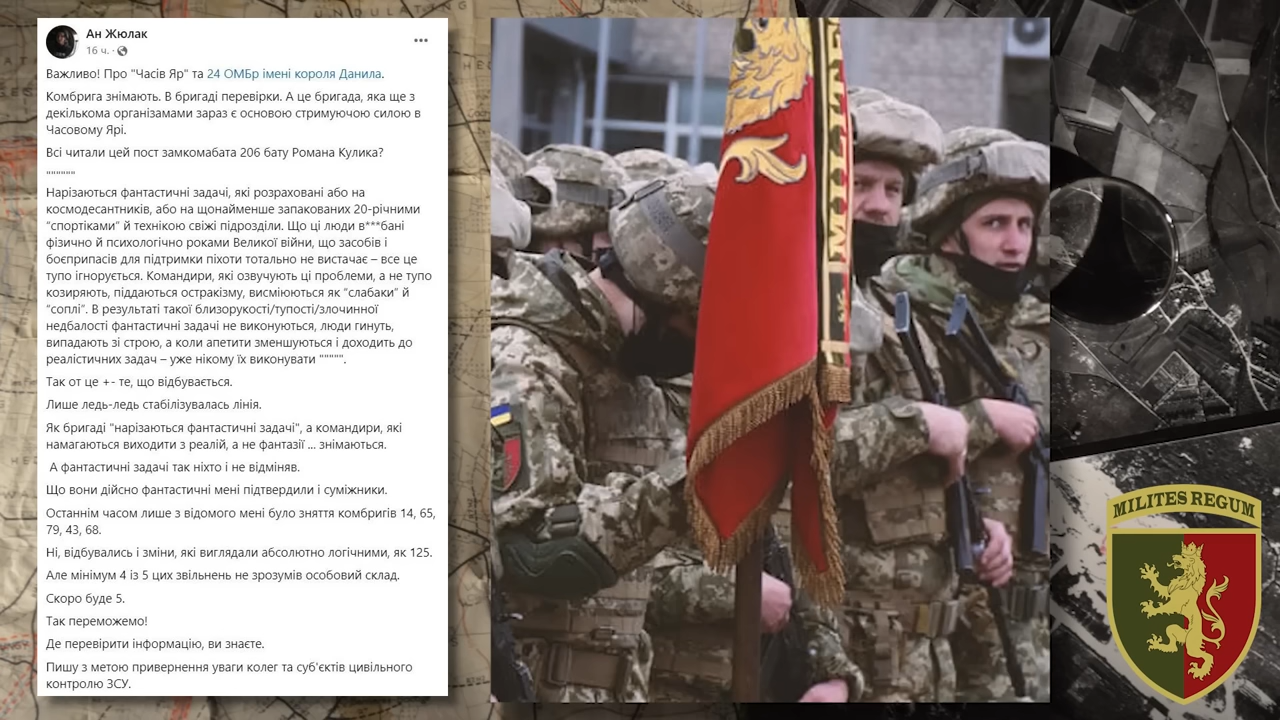 Ан Жюлак
16 ч. ·
Важливо! Про "Часів Яр" та 24 ОМБр імені короля Данила.
Комбрига знімають. В бригаді перевірки. А це бригада, яка ще з
декількома організамами зараз є основою стримуючою силою в
Часовому Ярі.
Всі читали цей пост замкомабата 206 бату Романа Кулика?
""""""
Нарізаються фантастичні задачі, які розраховані або на
космодесантників, або на щонайменше запакованих 20-річними
“спортіками” й технікою свіжі підрозділи. Що ці люди в***бані
фізично й психологічно роками Великої війни, що засобів і
боєприпасів для підтримки піхоти тотально не вистачає – все це
тупо ігнорується. Командири, які озвучують ці проблеми, а не тупо
козиряють, піддаються остракізму, висміюються як “слабаки” й
“соплі”. В результаті такої близорукості/тупості/злочинної
недбалості фантастичні задачі не виконуються, люди гинуть,
випадають зі строю, а коли апетити зменшуються і доходить до
реалістичних задач – уже нікому їх виконувати """"".
Так от це +- те, що відбувається.
Лише ледь-ледь стабілізувалась лінія.
Як бригаді "нарізаються фантастичні задачі", а командири, які
намагаються виходити з реалій, а не фантазії ... знімаються.
А фантастичні задачі так ніхто і не відміняв.
Що вони дійсно фантастичні мені підтвердили і суміжники.
Останнім часом лише з відомого мені було зняття комбригів 14, 65,
79, 43, 68.
Ні, відбувались і зміни, які виглядали абсолютно логічними, як 125.
Але мінімум 4 із 5 цих звільнень не зрозумів особовий склад.
Скоро буде 5.
Так переможемо!
Де перевірити інформацію, ви знаєте.
Пишу з метою привернення уваги колег та суб'єктів цивільного
контролю ЗСУ.
MILITES REGUM